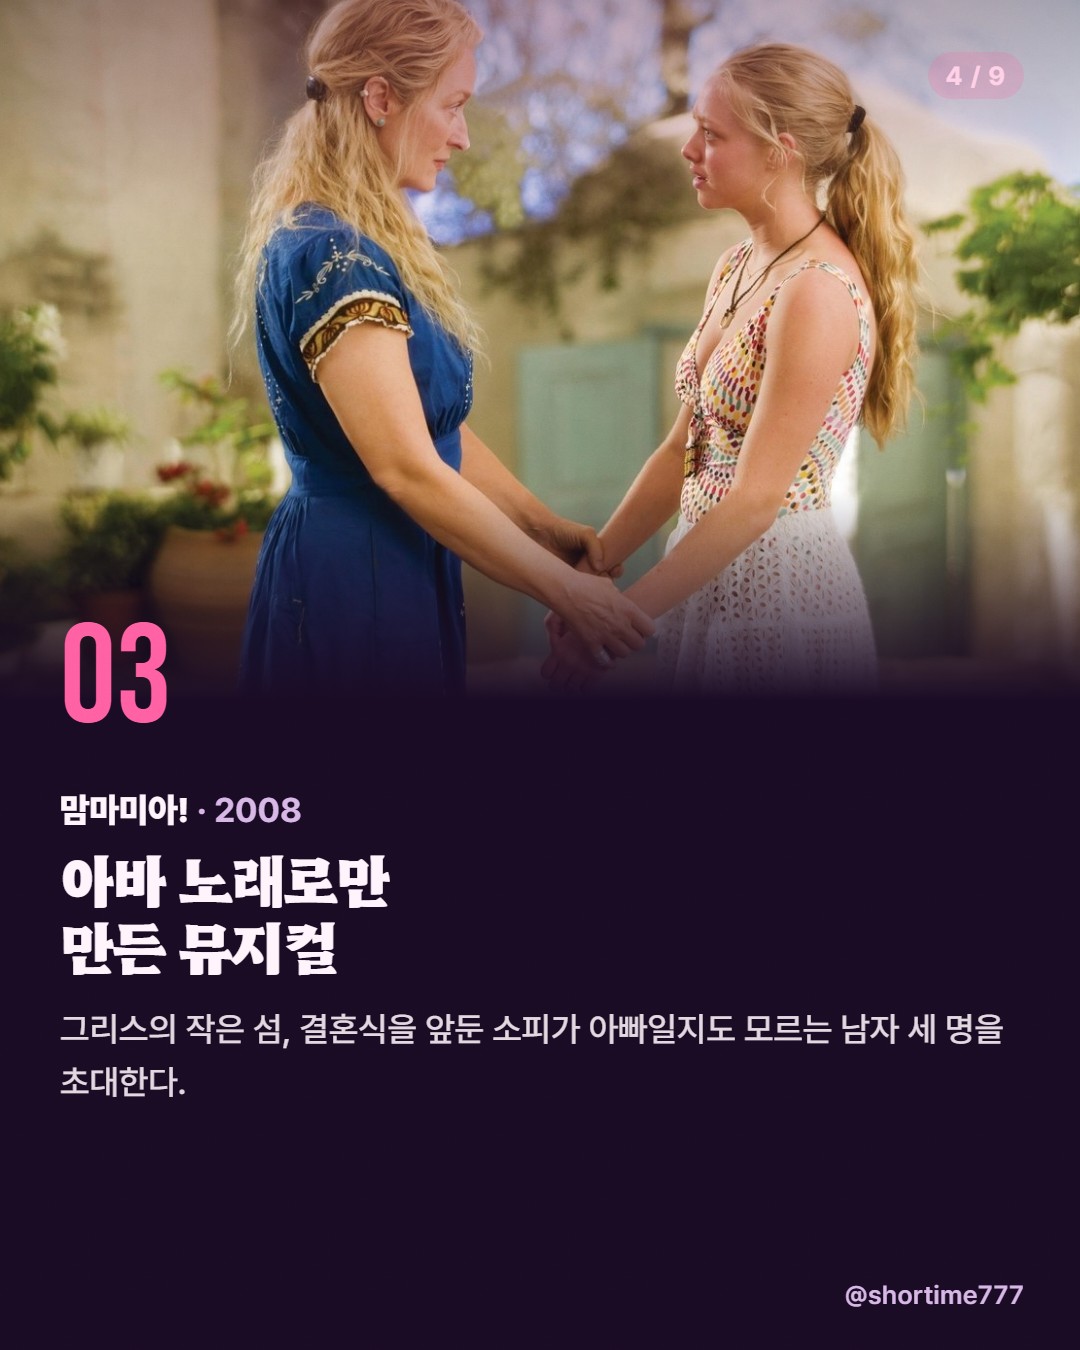 4 / 9
03
맘마미아! · 2008
아바 노래로만
만든 뮤지컬
그리스의 작은 섬, 결혼식을 앞둔 소피가 아빠일지도 모르는 남자 세 명을
초대한다.
@shortime777